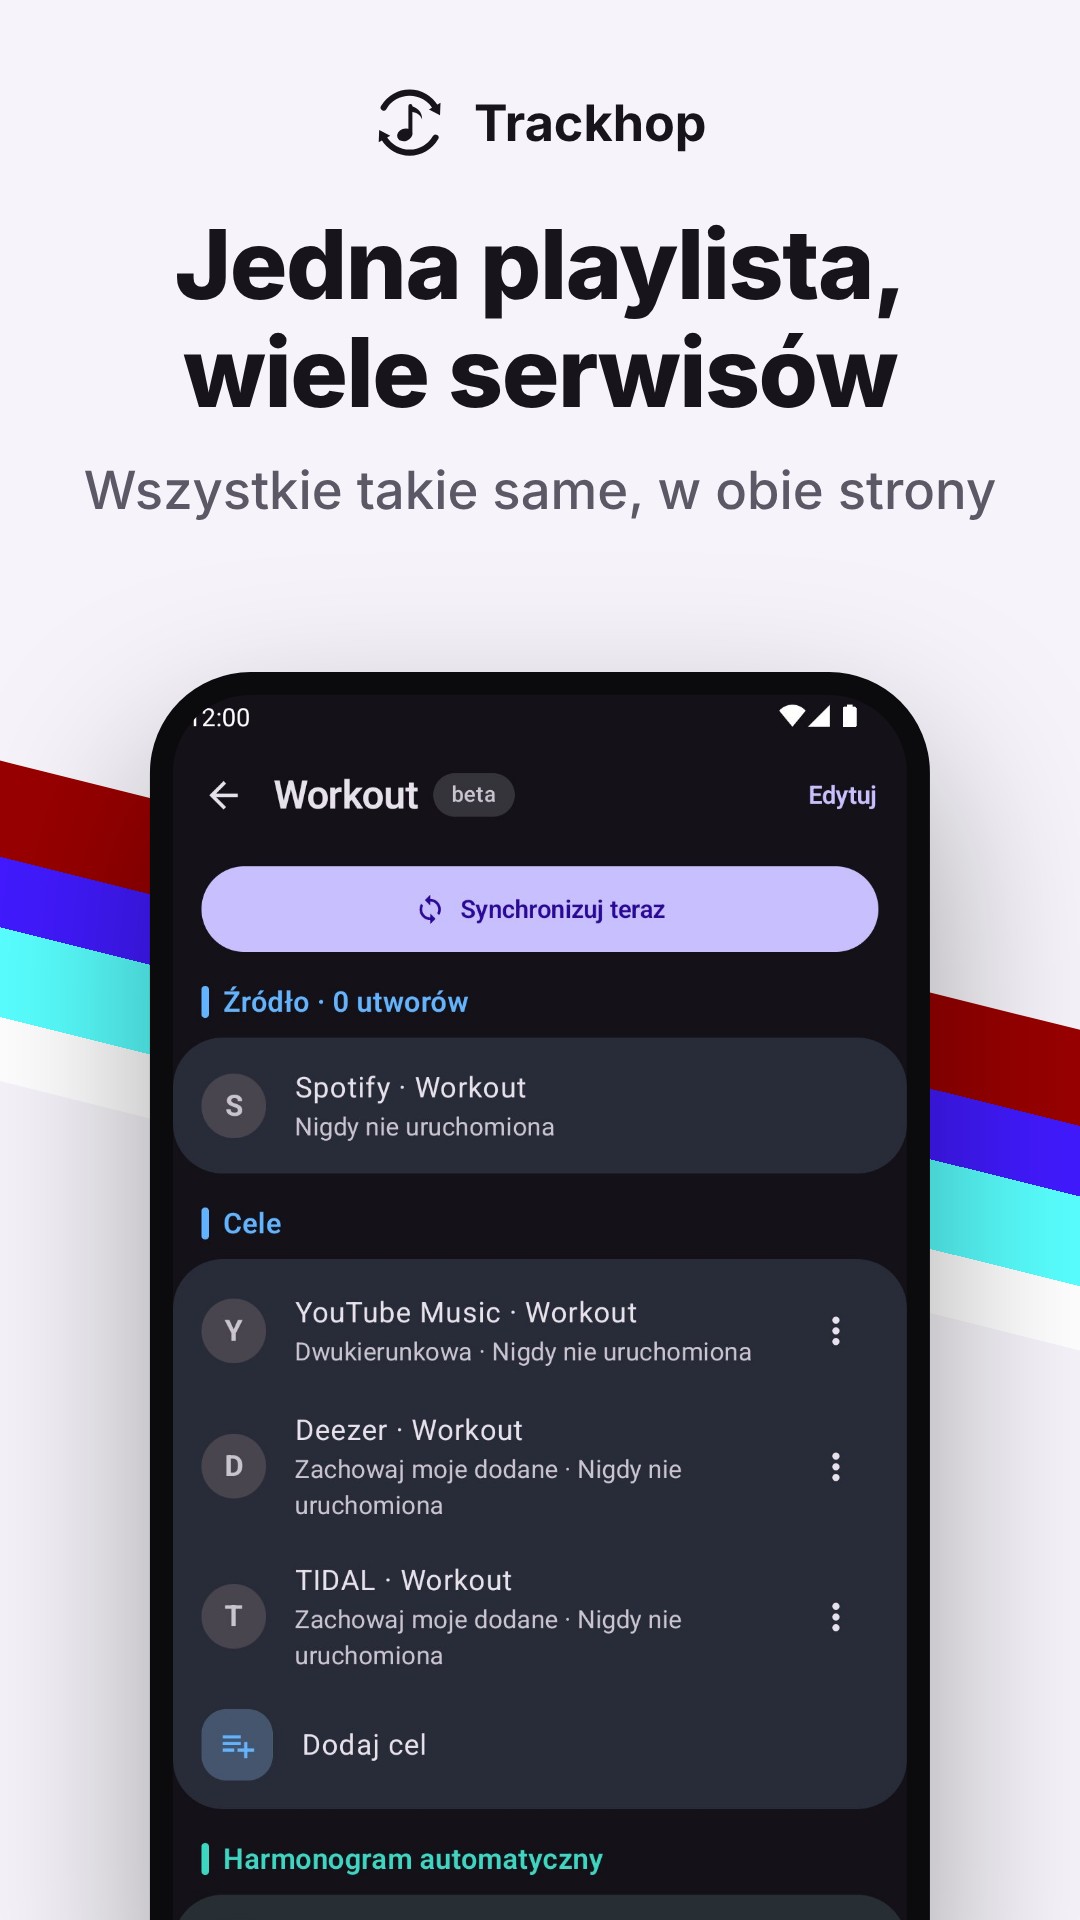 Trackhop
Jedna playlista,
wiele serwisów
Wszystkie takie same, w obie strony
12:00
Workout beta Edytuj
Synchronizuj teraz
Źródło · 0 utworów
S
Spotify · Workout
Nigdy nie uruchomiona
Cele
Y
YouTube Music · Workout
Dwukierunkowa · Nigdy nie uruchomiona
D
Deezer · Workout
Zachowaj moje dodane · Nigdy nie
uruchomiona
T
TIDAL · Workout
Zachowaj moje dodane · Nigdy nie
uruchomiona
Dodaj cel
Harmonogram automatyczny